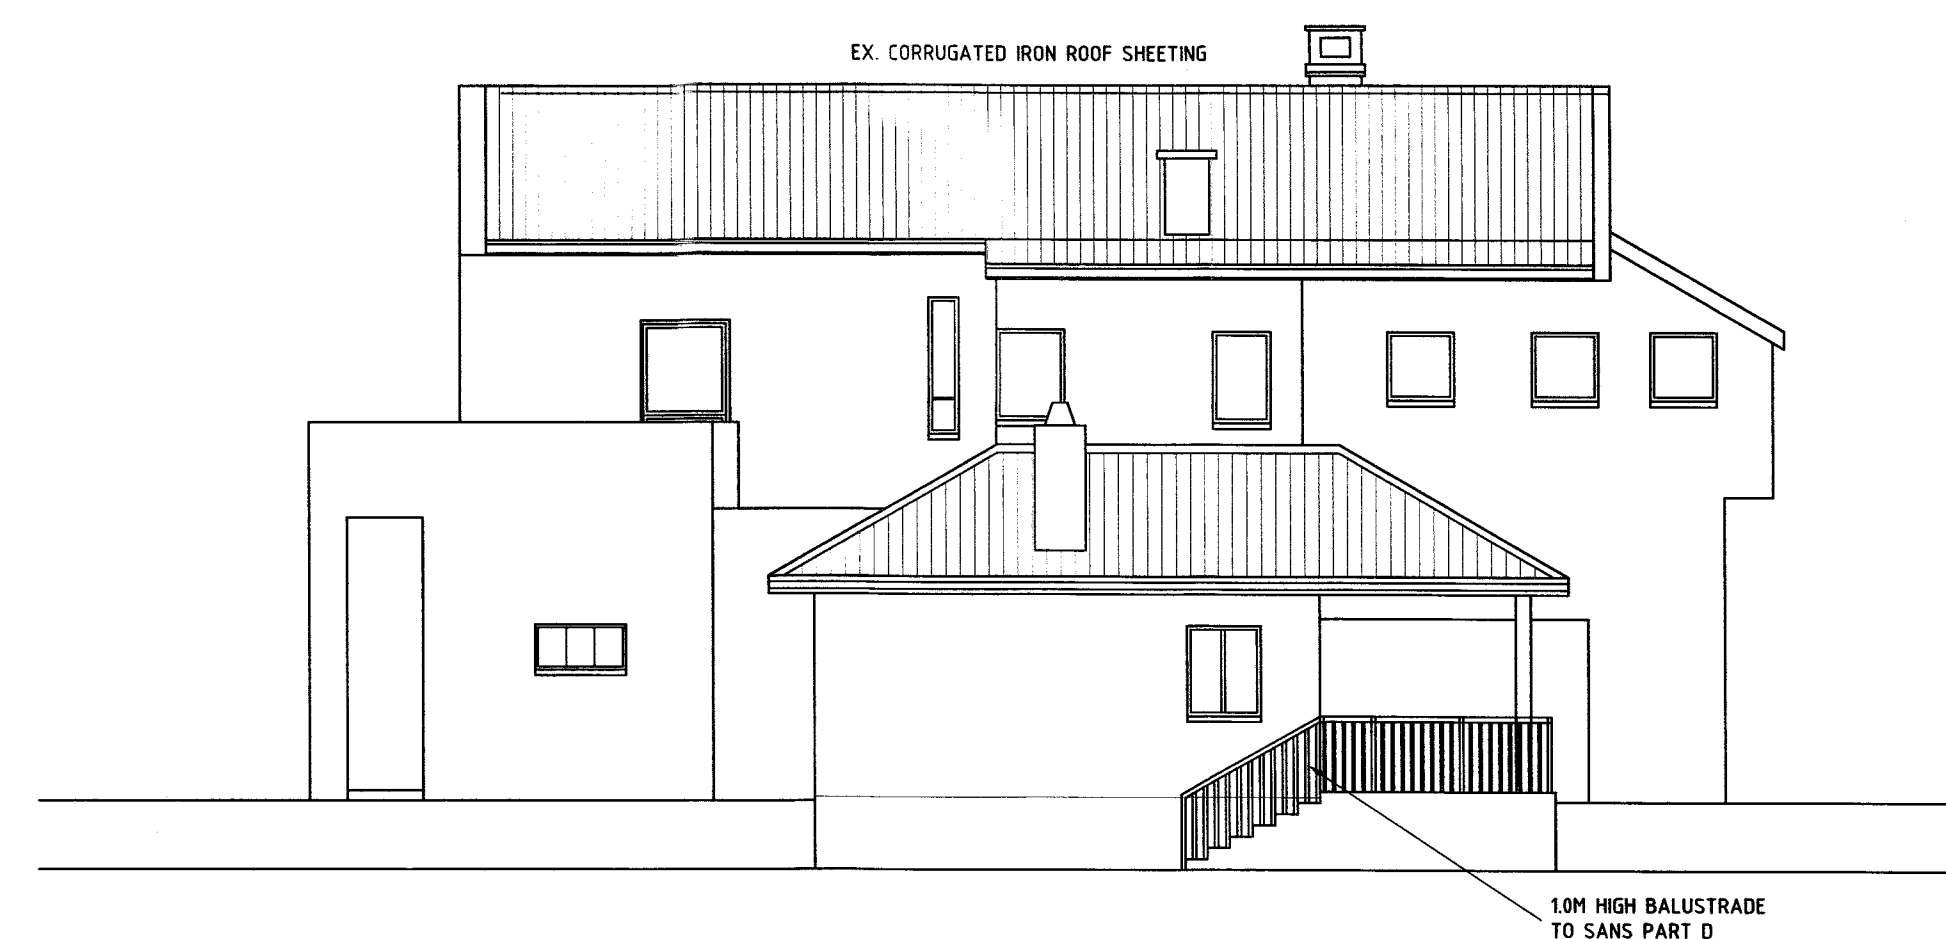 EX. CORRUGATED IRON ROOF SHEETING
1.0M HIGH BALUSTRADE
TO SANS PART D